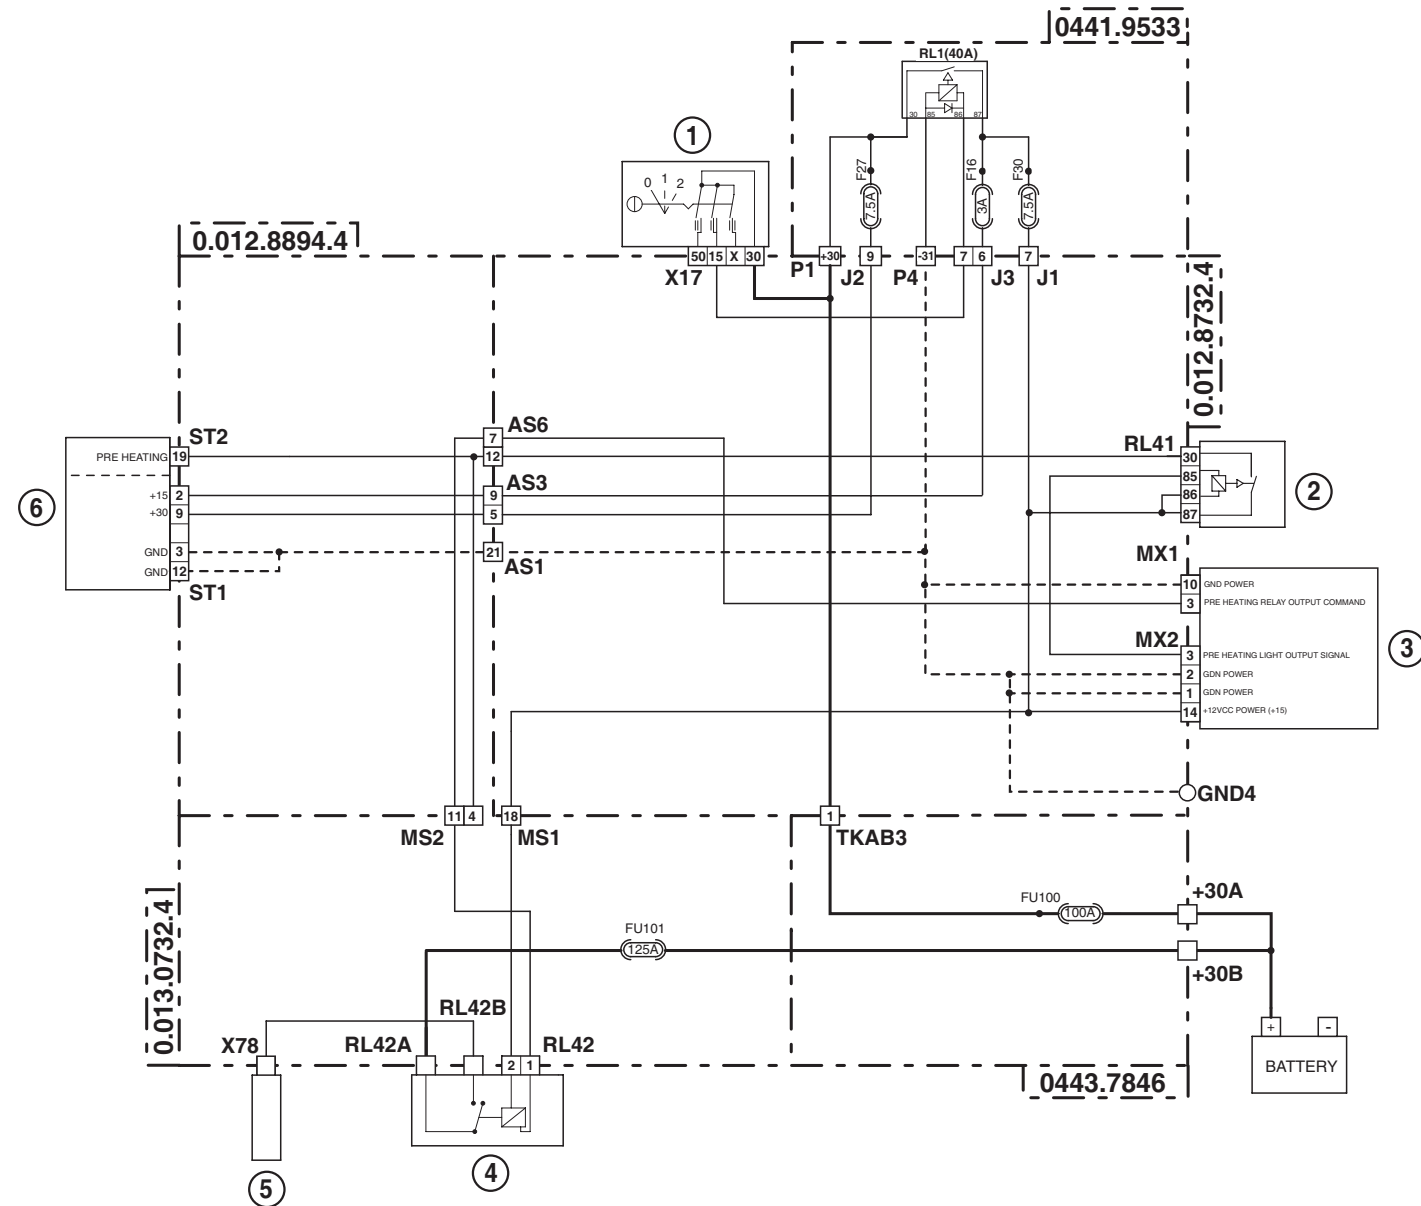 0441.9533
RL1(40A)
30 85 86 87
1
0 1 2
F27 F16 F30
7.5A 3A 7.5A
0.012.8894.4
50 15 X 30
+30 9 -31 7 6 7
X17 P1 J2 P4 J3 J1
0.012.8732.4
ST2
AS6
7
RL41
PRE HEATING 19
12
30
85
6
+15 2
AS3
9
86
2
+30 9
5
87
GND 3
21
AS1
MX1
GND 12
ST1
10 GND POWER
3 PRE HEATING RELAY OUTPUT COMMAND
MX2
3
3 PRE HEATING LIGHT OUTPUT SIGNAL
2 GDN POWER
1 GDN POWER
14 +12VCC POWER (+15)
GND4
11 4
18
1
MS2
MS1
TKAB3
0.013.0732.4
FU100
+30A
100A
FU101
125A
+30B
RL42B
+ -
X78
RL42A
2 1
RL42
BATTERY
0443.7846
4
5